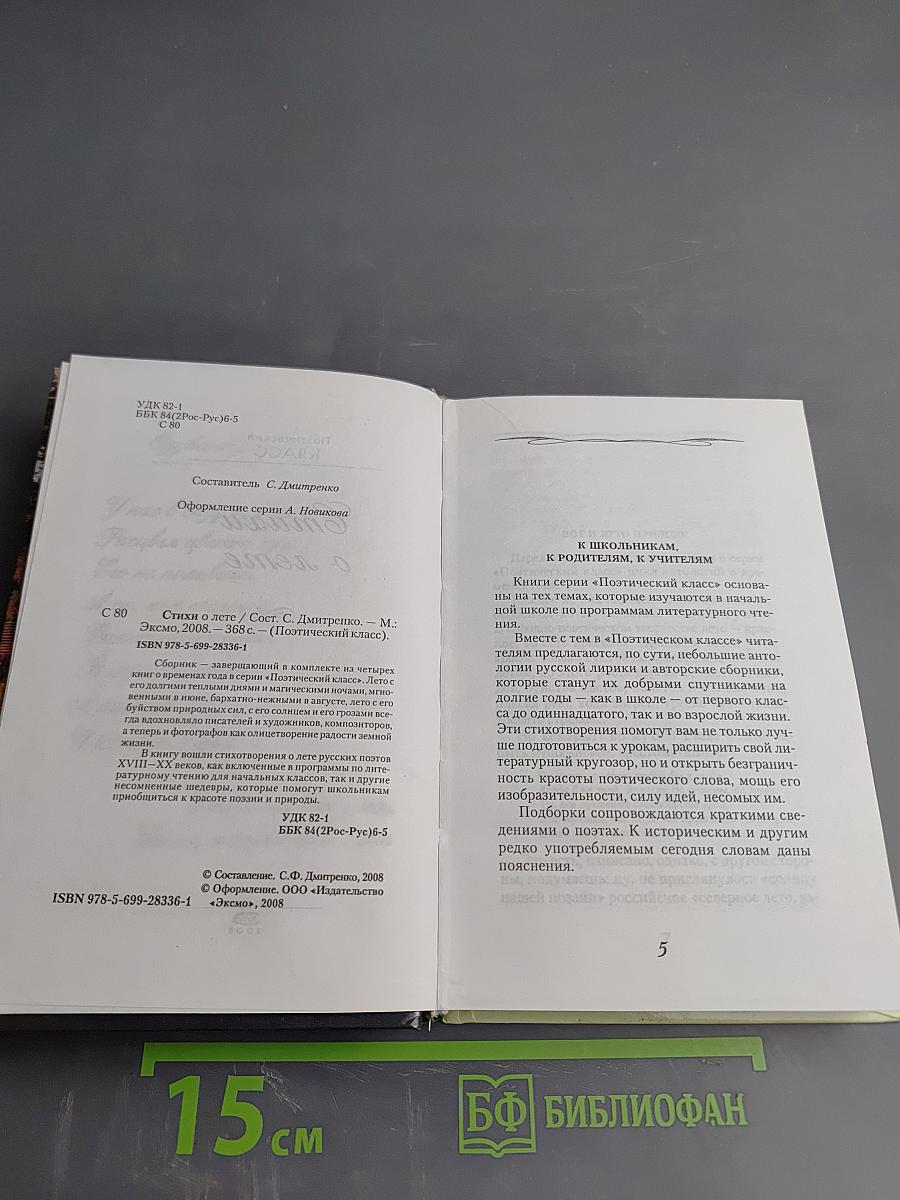 УДК 82-1
ББК 84(2Рос-Рус)6-5
С 80
Составитель С. Дмитренко
Оформление серии А. Новикова
С 80
Стихи о лете / Сост. С. Дмитренко. — М.:
Эксмо, 2008. — 368 с. — (Поэтический класс).
ISBN 978-5-699-28336-1
Сборник — завершающий в комплекте из четырех
книг о временах года в серии «Поэтический класс». Лето с
его долгими теплыми днями и магическими ночами, мгно-
венными в июне, бархатно-нежными в августе, лето с его
буйством природных сил, с его солнцем и его грозами все-
гда вдохновляло писателей и художников, композиторов,
а теперь и фотографов как олицетворение радости земной
жизни.
В книгу вошли стихотворения о лете русских поэтов
XVIII—XX веков, как включенные в программы по лите-
ратурному чтению для начальных классов, так и другие
несомненные шедевры, которые помогут школьникам
приобщиться к красоте поэзии и природы.
УДК 82-1
ББК 84(2Рос-Рус)6-5
© Составление. С.Ф. Дмитренко, 2008
© Оформление. ООО «Издательство
«Эксмо», 2008
ISBN 978-5-699-28336-1
К ШКОЛЬНИКАМ,
К РОДИТЕЛЯМ, К УЧИТЕЛЯМ
Книги серии «Поэтический класс» основа-
ны на тех темах, которые изучаются в началь-
ной школе по программам литературного чте-
ния.
Вместе с тем в «Поэтическом классе» чита-
телям предлагаются, по сути, небольшие анто-
логии русской лирики и авторские сборники,
которые станут их добрыми спутниками на
долгие годы — как в школе — от первого клас-
са до одиннадцатого, так и во взрослой жизни.
Эти стихотворения помогут вам не только луч-
ше подготовиться к урокам, расширить свой ли-
тературный кругозор, но и открыть безгранич-
ность красоты поэтического слова, мощь его
изобразительности, силу идей, несомых им.
Подборки сопровождаются краткими све-
дениями о поэтах. К историческим и другим
редко употребляемым сегодня словам даны
пояснения.
5
15 см
БФ БИБЛИОФАН